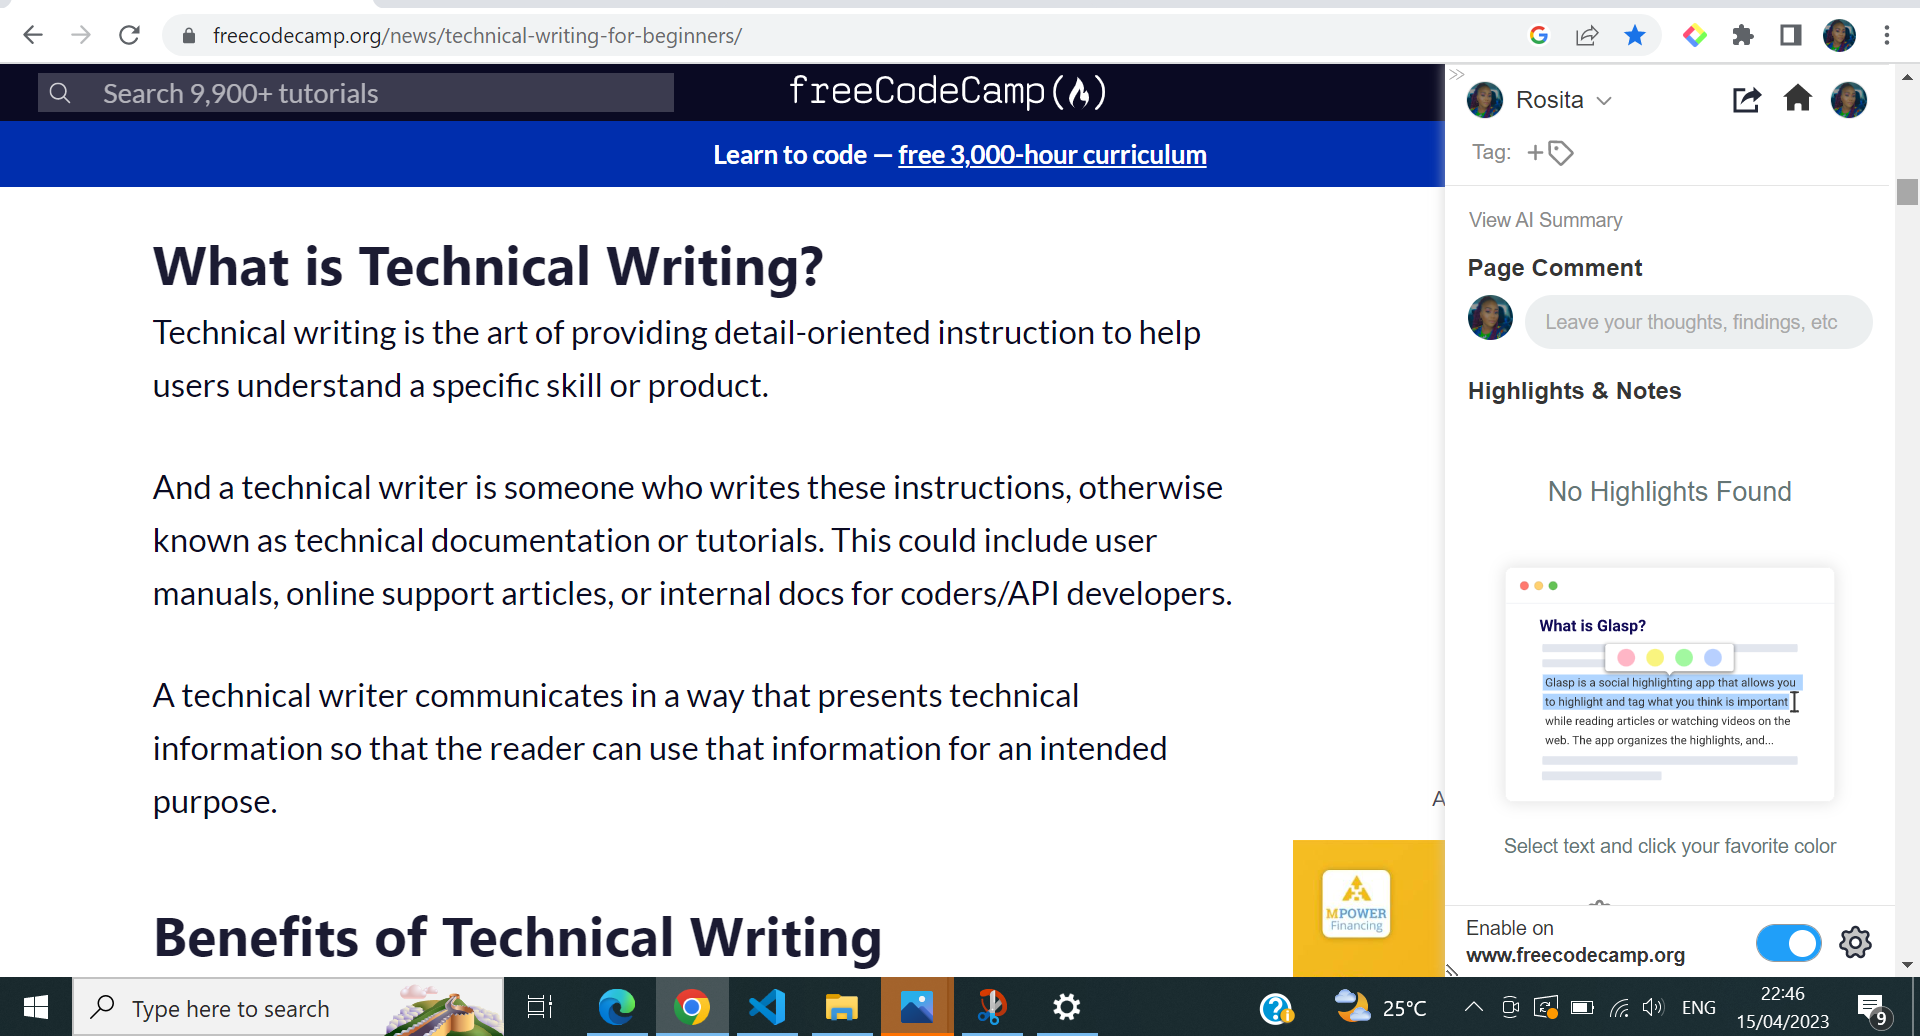 freecodecamp.org/news/technical-writing-for-beginners/
Search 9,900+ tutorials
freeCodeCamp
Learn to code — free 3,000-hour curriculum
What is Technical Writing?
Technical writing is the art of providing detail-oriented instruction to help
users understand a specific skill or product.
And a technical writer is someone who writes these instructions, otherwise
known as technical documentation or tutorials. This could include user
manuals, online support articles, or internal docs for coders/API developers.
A technical writer communicates in a way that presents technical
information so that the reader can use that information for an intended
purpose.
A
MPOWER
Financing
Benefits of Technical Writing
Rosita
Tag:
View AI Summary
Page Comment
Leave your thoughts, findings, etc
Highlights & Notes
No Highlights Found
What is Glasp?
Glasp is a social highlighting app that allows you
to highlight and tag what you think is important
while reading articles or watching videos on the
web. The app organizes the highlights, and...
Select text and click your favorite color
Enable on
www.freecodecamp.org
Type here to search
25°C
ENG
22:46
15/04/2023
9